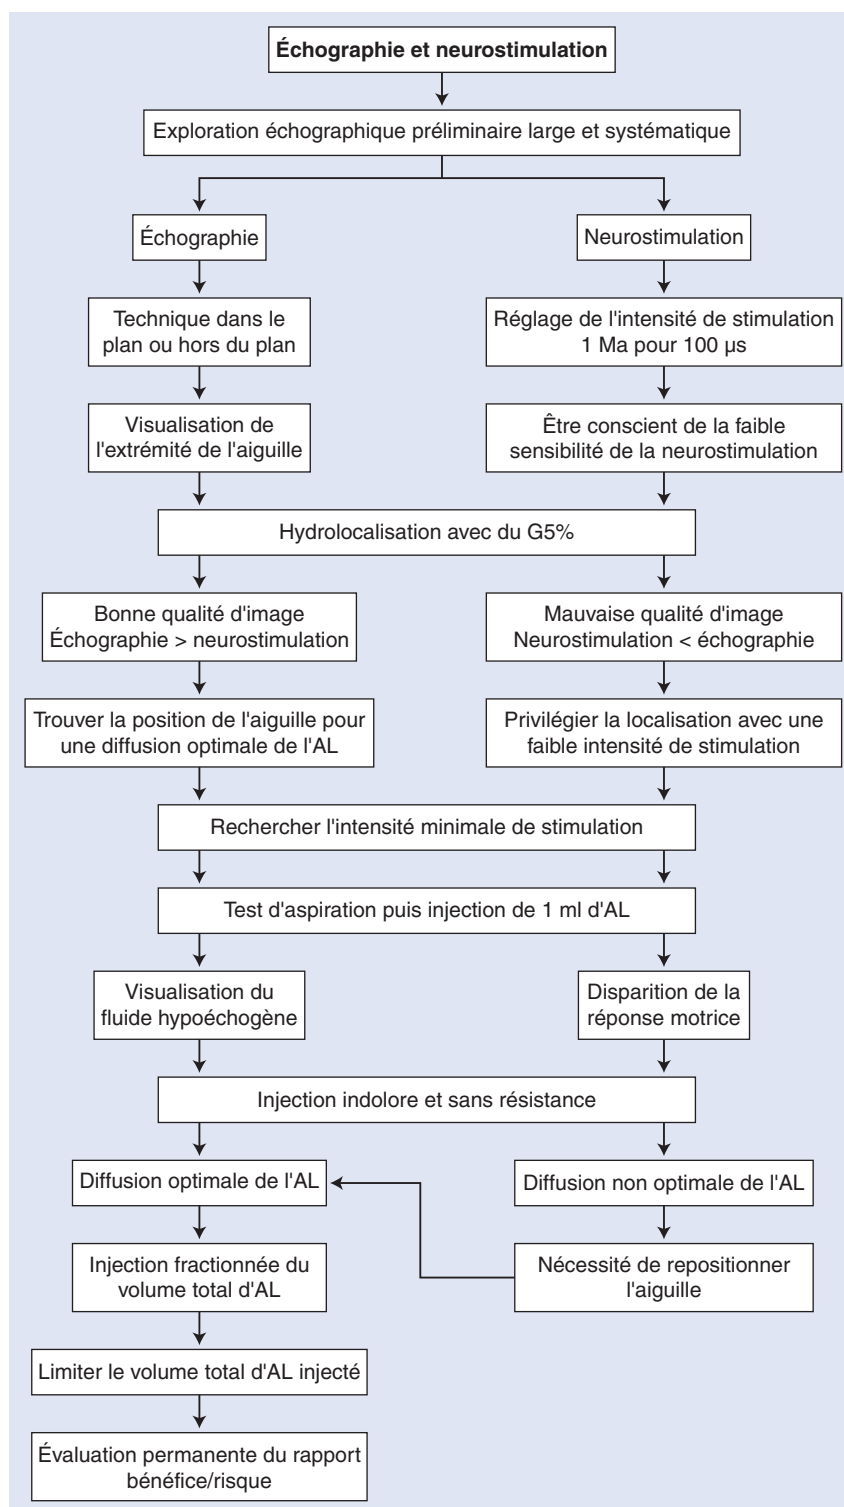 Échographie et neurostimulation
Exploration échographique préliminaire large et systématique
Échographie
Neurostimulation
Technique dans le
plan ou hors du plan
Réglage de l'intensité de stimulation
1 Ma pour 100 µs
Visualisation de
l'extrémité de l'aiguille
Être conscient de la faible
sensibilité de la neurostimulation
Hydrolocalisation avec du G5%
Bonne qualité d'image
Échographie > neurostimulation
Mauvaise qualité d'image
Neurostimulation < échographie
Trouver la position de l'aiguille pour
une diffusion optimale de l'AL
Privilégier la localisation avec une
faible intensité de stimulation
Rechercher l'intensité minimale de stimulation
Test d'aspiration puis injection de 1 ml d'AL
Visualisation du
fluide hypoéchogène
Disparition de la
réponse motrice
Injection indolore et sans résistance
Diffusion optimale de l'AL
Diffusion non optimale de l'AL
Injection fractionnée du
volume total d'AL
Nécessité de repositionner
l'aiguille
Limiter le volume total d'AL injecté
Évaluation permanente du rapport
bénéfice/risque